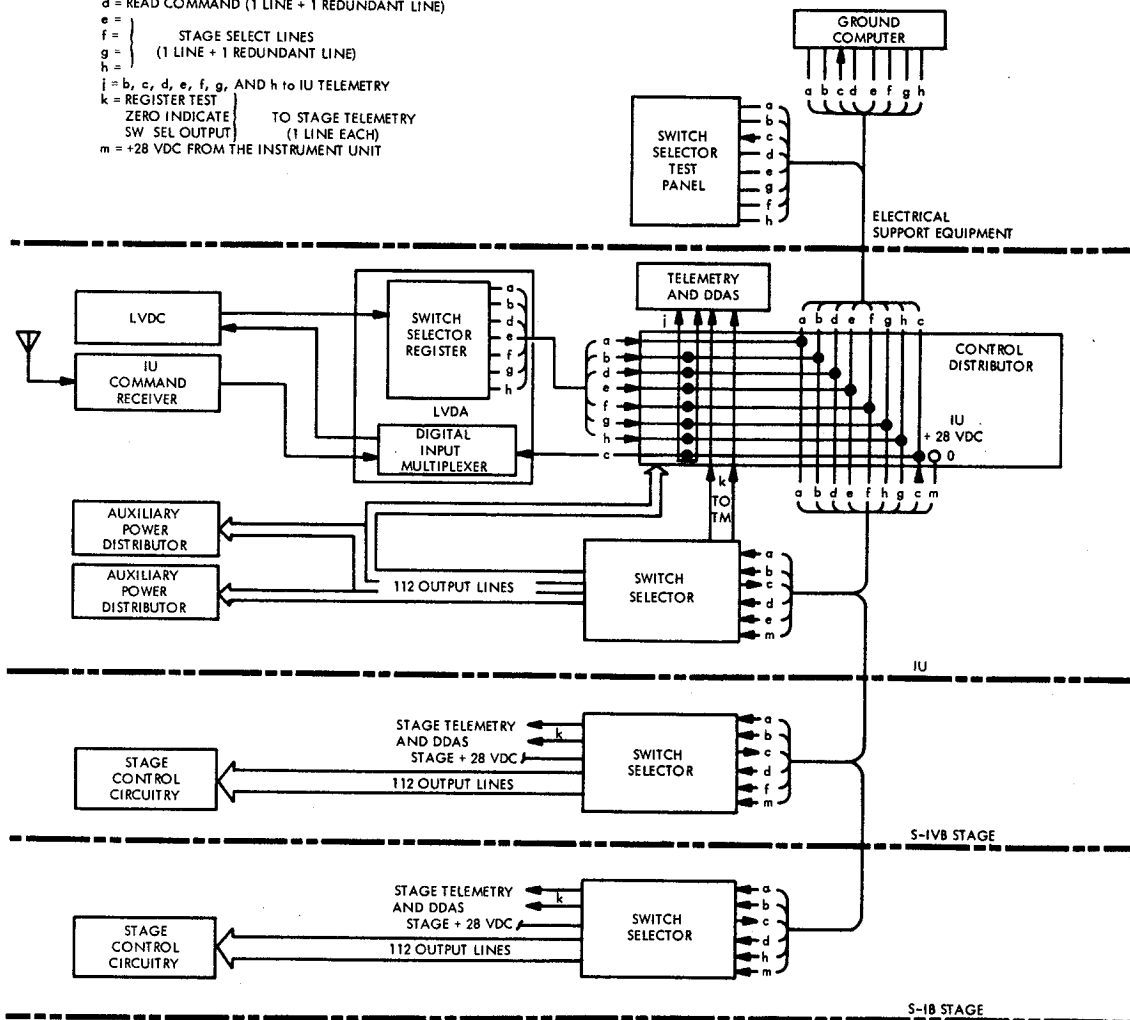 d = READ COMMAND (1 LINE + 1 REDUNDANT LINE)
e =
f = STAGE SELECT LINES
g = (1 LINE + 1 REDUNDANT LINE)
h =
j = b, c, d, e, f, g, AND h to IU TELEMETRY
k = REGISTER TEST
ZERO INDICATE TO STAGE TELEMETRY
SW SEL OUTPUT (1 LINE EACH)
m = +28 VDC FROM THE INSTRUMENT UNIT
GROUND
COMPUTER
a b c d e f g h
SWITCH
SELECTOR
TEST
PANEL
a
b
c
d
e
g
f
h
ELECTRICAL
SUPPORT EQUIPMENT
LVDC
IU
COMMAND
RECEIVER
SWITCH
SELECTOR
REGISTER
a
b
d
e
f
g
h
LVDA
DIGITAL
INPUT
MULTIPLEXER
TELEMETRY
AND DDAS
j
a
b
d
e
f
g
h
c
a b d e f g h c
CONTROL
DISTRIBUTOR
IU
+ 28 VDC
0
a b d e f h g c m
k
TO
TM
AUXILIARY
POWER
DISTRIBUTOR
AUXILIARY
POWER
DISTRIBUTOR
112 OUTPUT LINES
SWITCH
SELECTOR
a
b
c
d
e
m
IU
STAGE TELEMETRY
AND DDAS
k
STAGE + 28 VDC
112 OUTPUT LINES
STAGE
CONTROL
CIRCUITRY
SWITCH
SELECTOR
a
b
c
d
f
m
S-IVB STAGE
STAGE TELEMETRY
AND DDAS
k
STAGE + 28 VDC
112 OUTPUT LINES
STAGE
CONTROL
CIRCUITRY
SWITCH
SELECTOR
a
b
c
d
h
m
S-IB STAGE